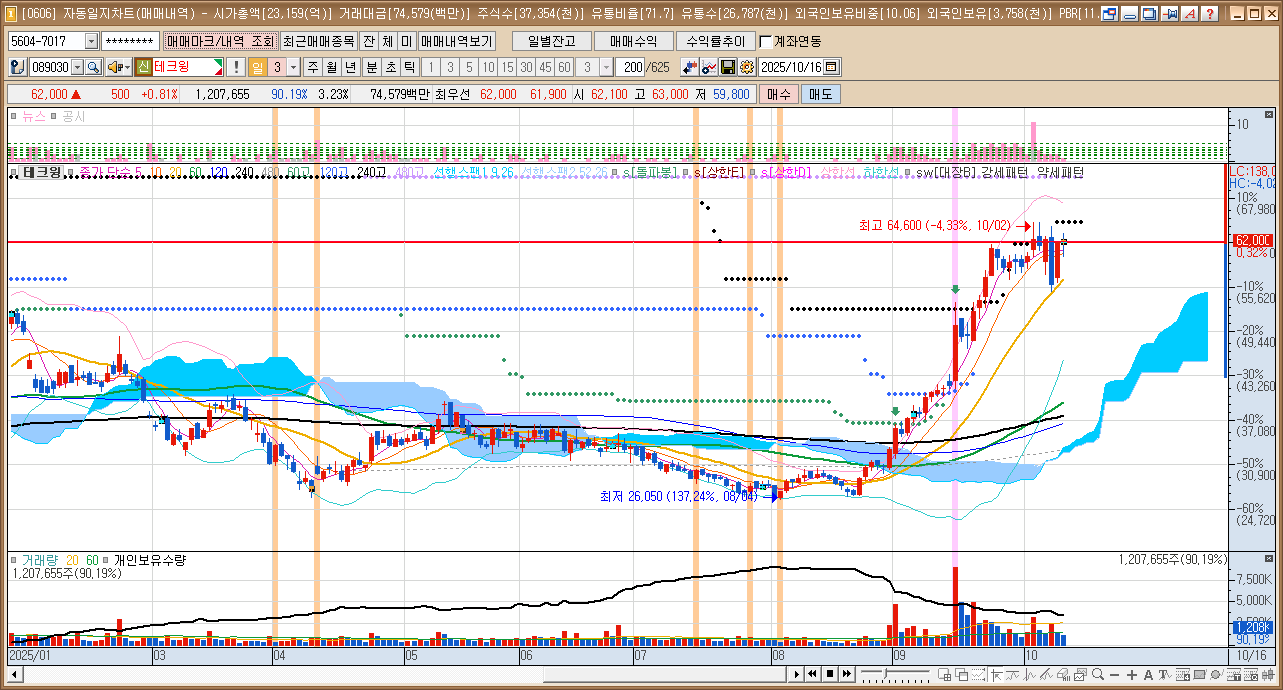 [0606] 자동일지차트(매매내역) - 시가총액[23,159(억)] 거래대금[74,579(백만)] 주식수[37,354(천)] 유통비율[71.7] 유통수[26,787(천)] 외국인보유비중[10.06] 외국인보유[3,758(천)] PBR[11.
5604-7017 ******** 매매마크/내역 조회 최근매매종목 잔 체 미 매매내역보기 일별잔고 매매수익 수익률추이 계좌연동
089030 신 테크윙 ! 일 3 주 월 년 분 초 틱 1 3 5 10 15 30 45 60 3 200 /625 2025/10/16
62,000 ▲ 500 +0.81% 1,207,655 90.19% 3.23% 74,579백만 최우선 62,000 61,900 시 62,100 고 63,000 저 59,800 매수 매도
뉴스 공시
10
테크윙 종가 단순 5 10 20 60 120 240 480 60고 120고 240고 480고 선행스팬1 9,26 선행스팬2 52,26 s[돌파봉] s[상한E] s[상한D] 상한선 하한선 sw[대장B] 강세패턴 약세패턴
LC:138,0
HC:-4,02
10%
(67,980
최고 64,600 (-4,33%, 10/02)
62,000
0,32%
-10%
(55,620
-20%
(49,440
-30%
(43,260
-40%
(37,080
-50%
(30,900
최저 26,050 (137,24%, 08/04)
-60%
(24,720
거래량 20 60 개인보유수량
1,207,655주(90,19%)
1,207,655주(90,19%)
7,500K
5,000K
1,208K
90,19%
2025/01 03 04 05 06 07 08 09 10 10/16